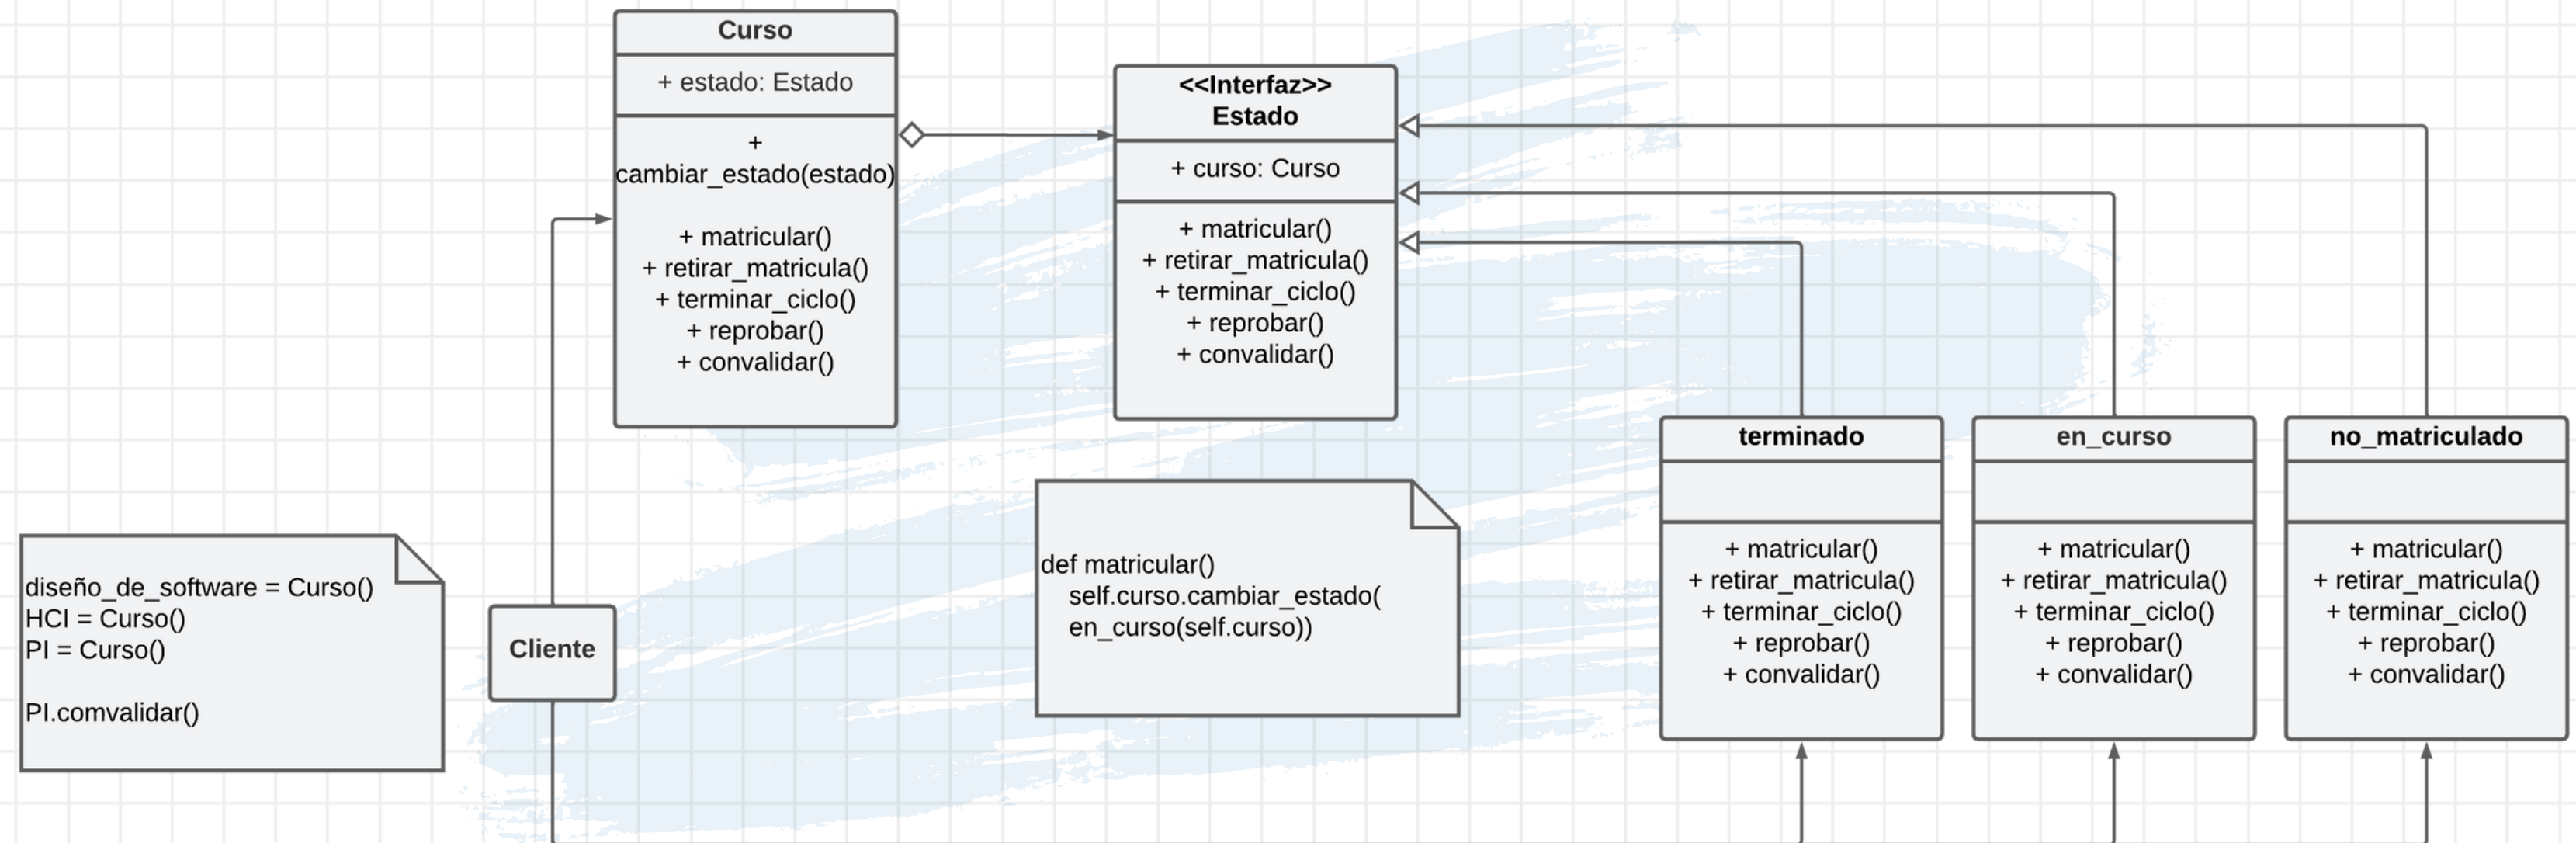 Curso
+ estado: Estado
+
cambiar_estado(estado)
+ matricular()
+ retirar_matricula()
+ terminar_ciclo()
+ reprobar()
+ convalidar()
<<Interfaz>>
Estado
+ curso: Curso
+ matricular()
+ retirar_matricula()
+ terminar_ciclo()
+ reprobar()
+ convalidar()
diseño_de_software = Curso()
HCI = Curso()
PI = Curso()
PI.comvalidar()
Cliente
def matricular()
self.curso.cambiar_estado(
en_curso(self.curso))
terminado
+ matricular()
+ retirar_matricula()
+ terminar_ciclo()
+ reprobar()
+ convalidar()
en_curso
+ matricular()
+ retirar_matricula()
+ terminar_ciclo()
+ reprobar()
+ convalidar()
no_matriculado
+ matricular()
+ retirar_matricula()
+ terminar_ciclo()
+ reprobar()
+ convalidar()